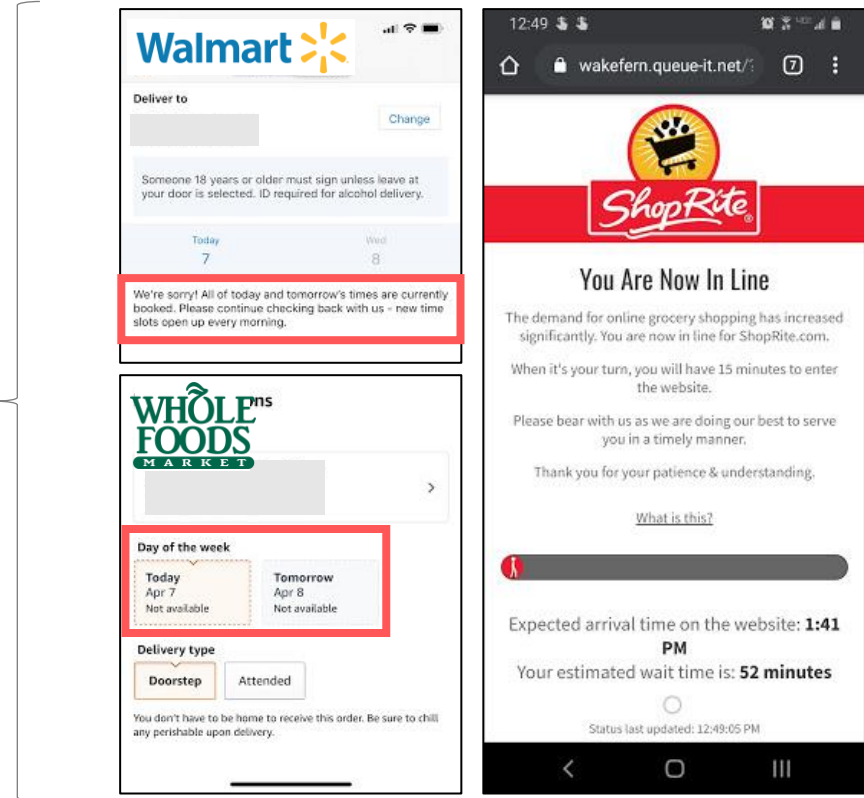 Walmart
Deliver to
Change
Someone 18 years or older must sign unless leave at
your door is selected. ID required for alcohol delivery.
Today
Wed
7
8
We're sorry! All of today and tomorrow's times are currently
booked. Please continue checking back with us - new time
slots open up every morning.
WHOLE
FOODS
MARKET
ns
Day of the week
Today
Apr 7
Not available
Tomorrow
Apr 8
Not available
Delivery type
Doorstep
Attended
You don't have to be home to receive this order. Be sure to chill
any perishable upon delivery.
12:49
wakefern.queue-it.net/
7
ShopRite
You Are Now In Line
The demand for online grocery shopping has increased
significantly. You are now in line for ShopRite.com.
When it's your turn, you will have 15 minutes to enter
the website.
Please bear with us as we are doing our best to serve
you in a timely manner.
Thank you for your patience & understanding.
What is this?
Expected arrival time on the website: 1:41
PM
Your estimated wait time is: 52 minutes
Status last updated: 12:49:05 PM